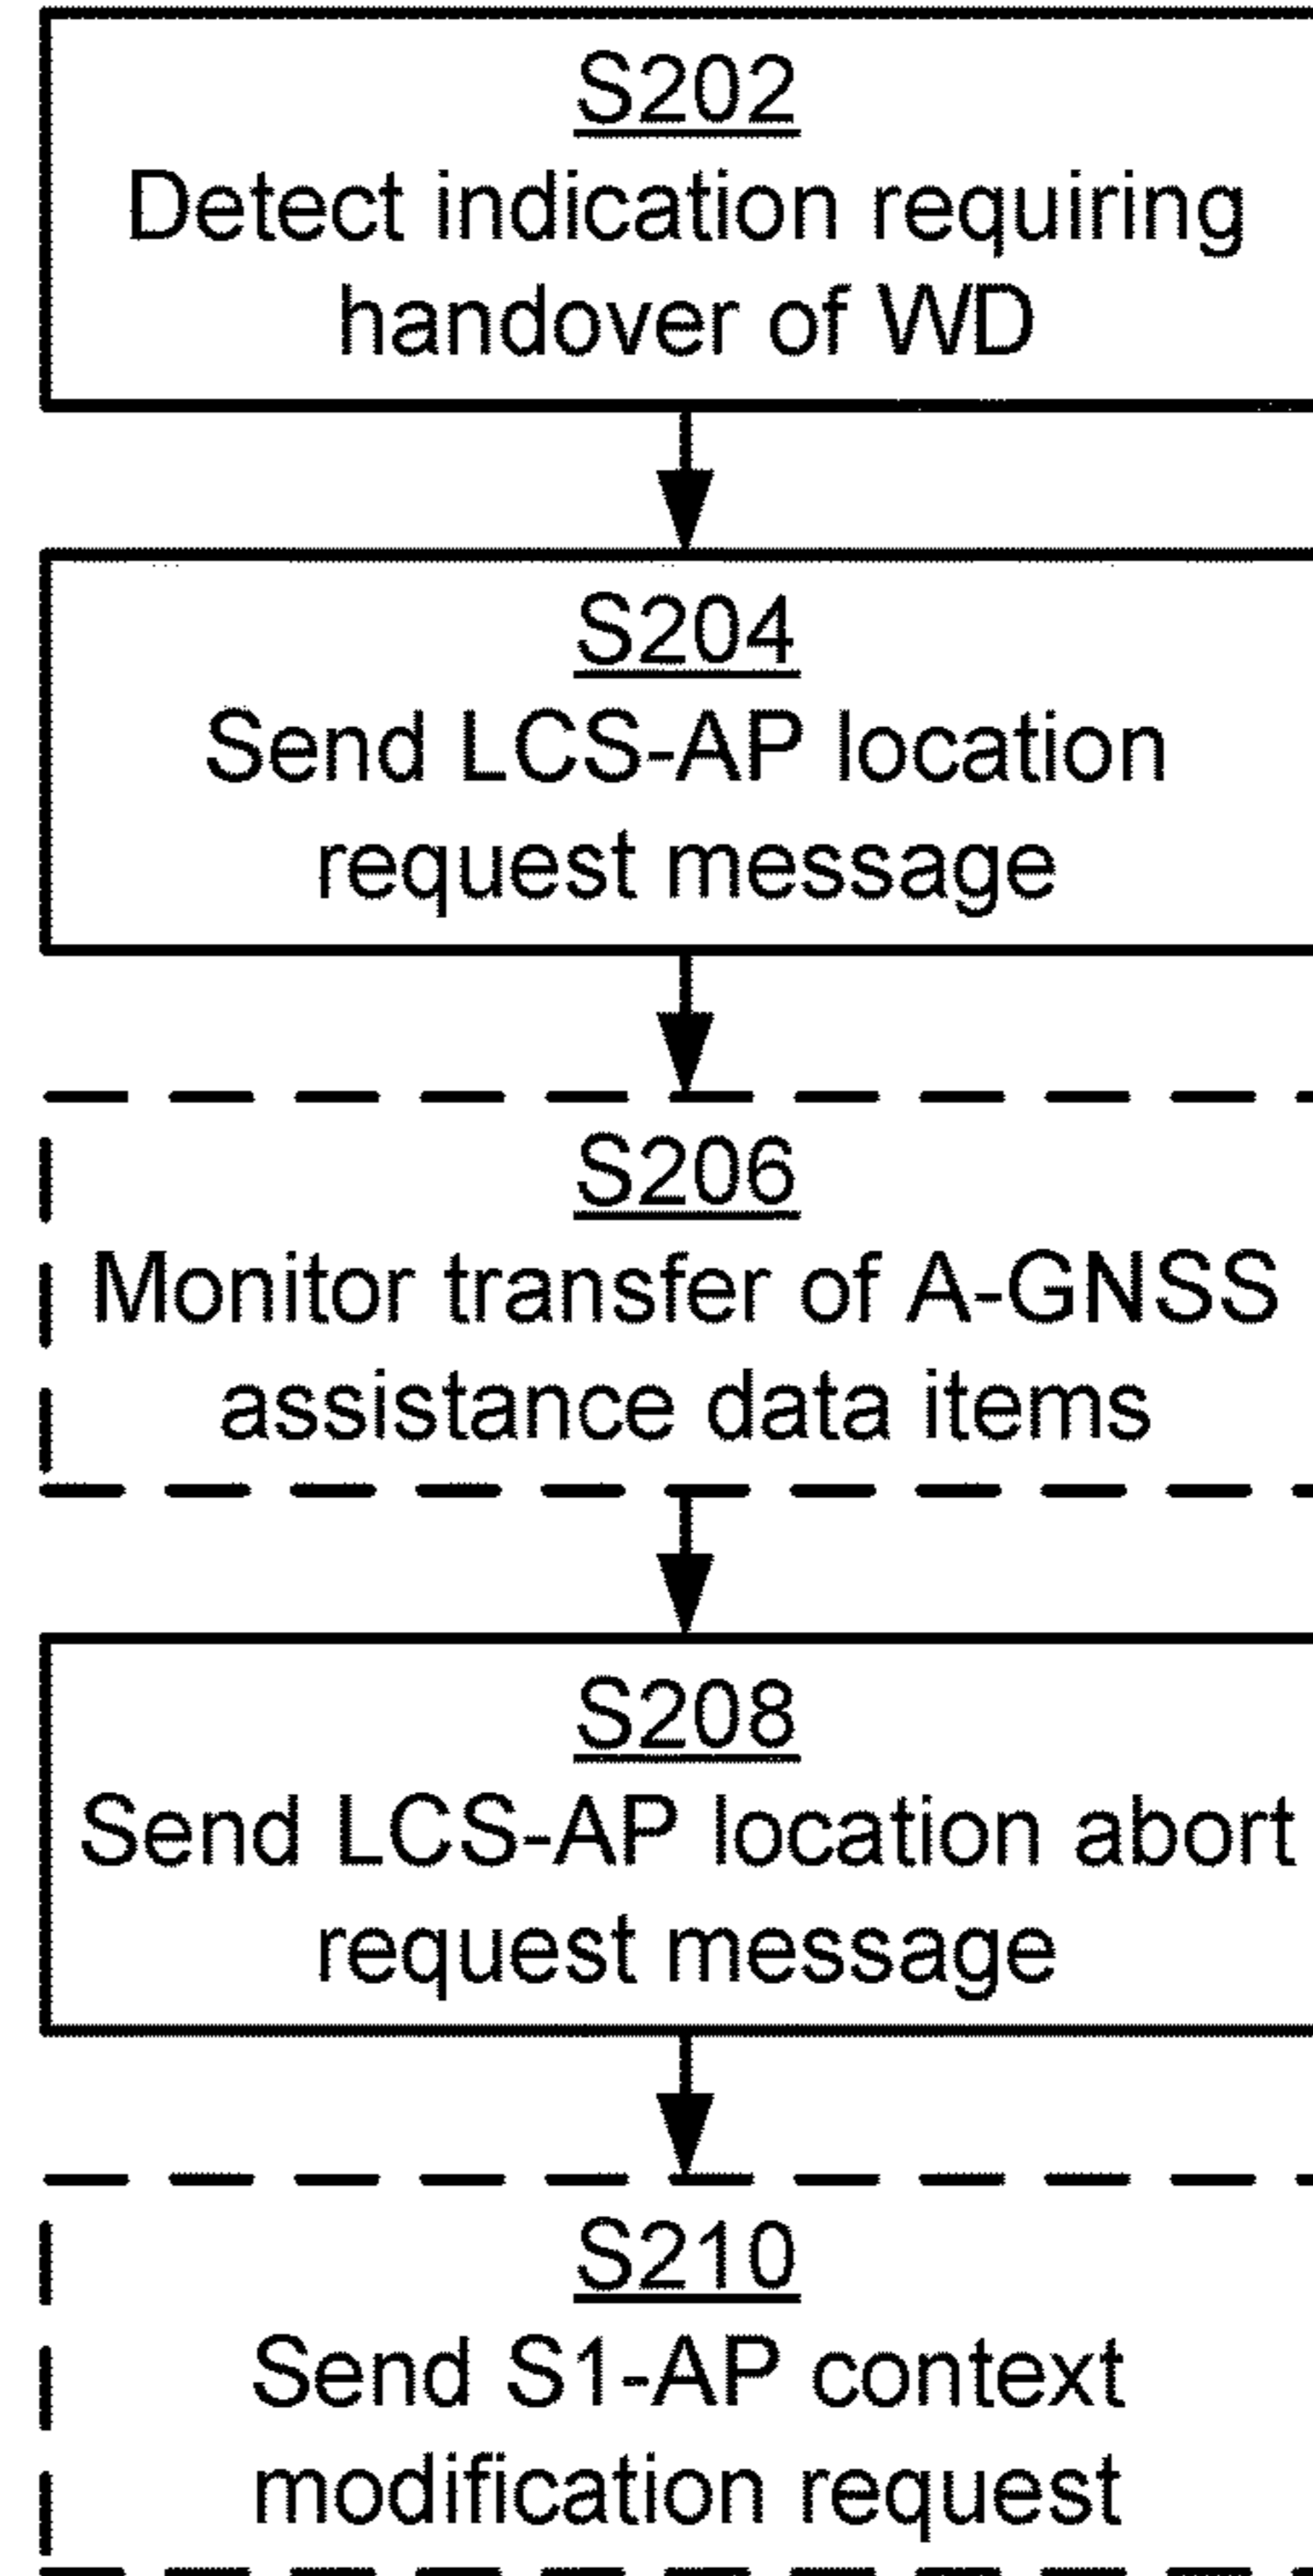 S202
Detect indication requiring
handover of WD
S204
Send LCS-AP location
request message
S206
Monitor transfer of A-GNSS
assistance data items
S208
Send LCS-AP location abort
request message
S210
Send S1-AP context
modification request